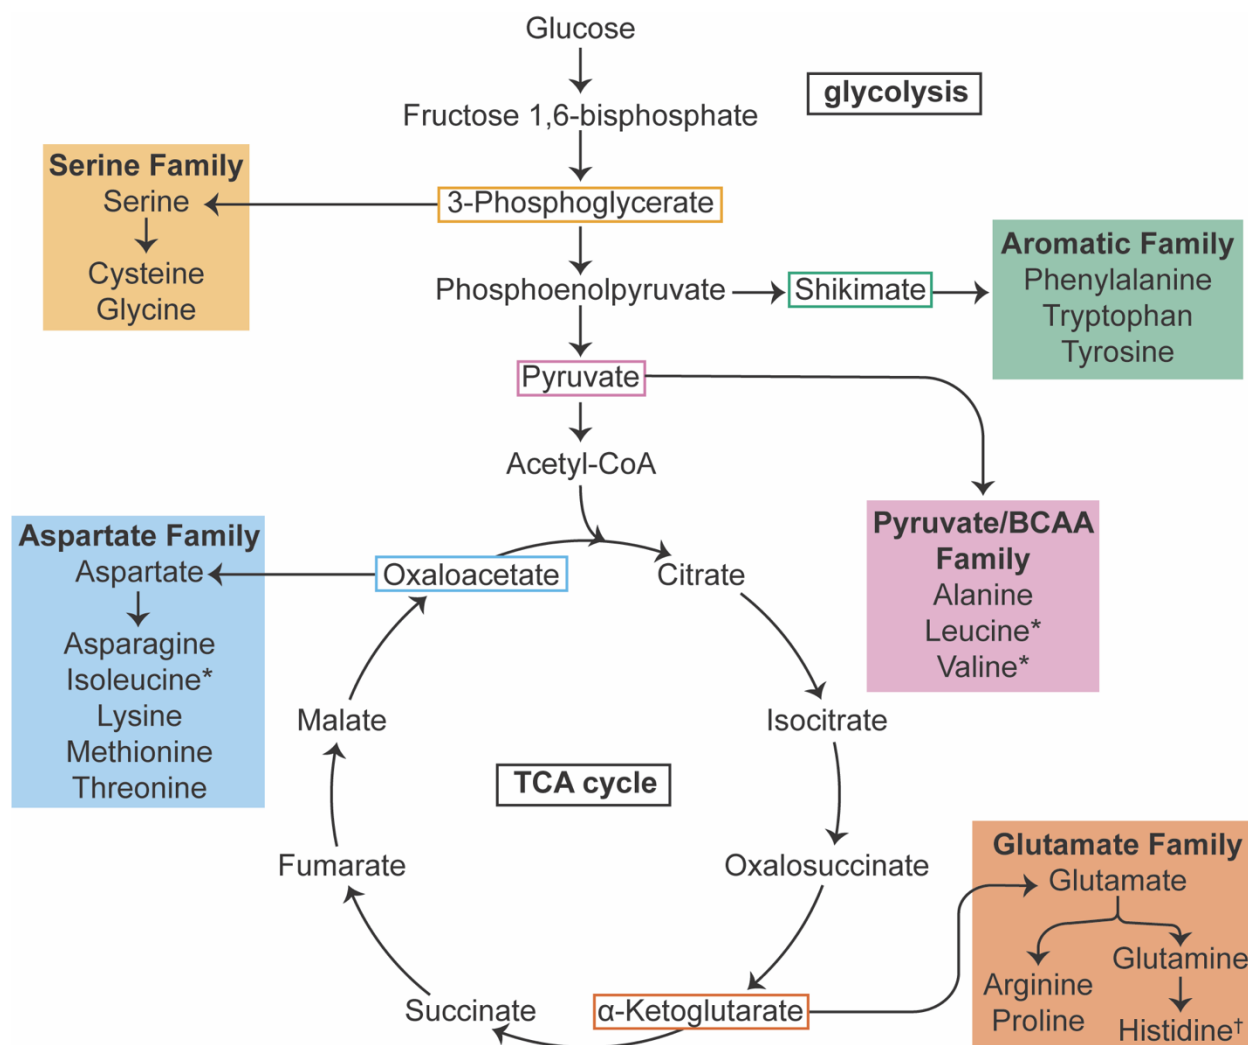 Glucose
glycolysis
Fructose 1,6-bisphosphate
Serine Family
Serine
Cysteine
Glycine
3-Phosphoglycerate
Phosphoenolpyruvate
Shikimate
Aromatic Family
Phenylalanine
Tryptophan
Tyrosine
Pyruvate
Acetyl-CoA
Pyruvate/BCAA
Family
Alanine
Leucine*
Valine*
Aspartate Family
Aspartate
Asparagine
Isoleucine*
Lysine
Methionine
Threonine
Oxaloacetate
Citrate
Malate
Isocitrate
TCA cycle
Fumarate
Oxalosuccinate
Succinate
α-Ketoglutarate
Glutamate Family
Glutamate
Arginine
Proline
Glutamine
Histidine†